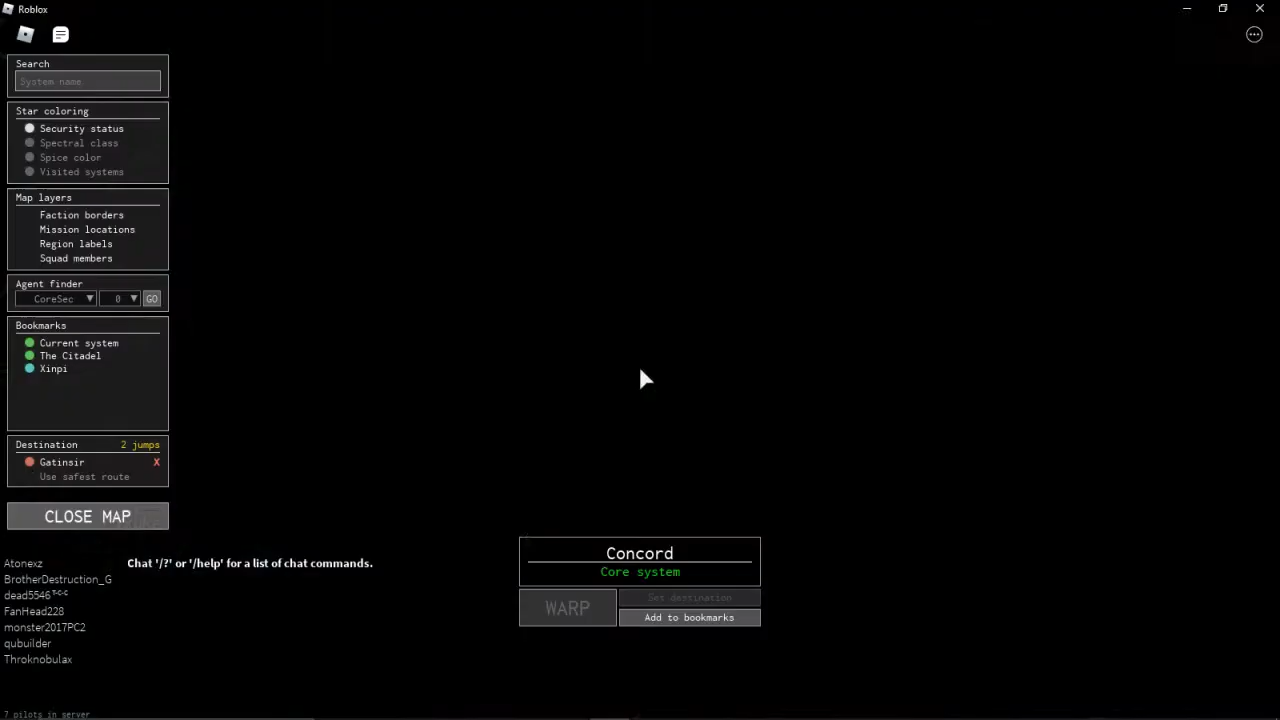 Roblox
Search
System name
Star coloring
Security status
Spectral class
Spice color
Visited systems
Map layers
Faction borders
Mission locations
Region labels
Squad members
Agent finder
CoreSec ▼ 0 ▼ GO
Bookmarks
Current system
The Citadel
Xinpi
Destination 2 jumps
Gatinsir X
Use safest route
CLOSE MAP
Chat '/?' or '/help' for a list of chat commands.
Atonexz
BrotherDestruction_G
dead5546
FanHead228
monster2017PC2
qubuilder
Throknobulax
7 pilots in server
Concord
Core system
WARP
Set destination
Add to bookmarks